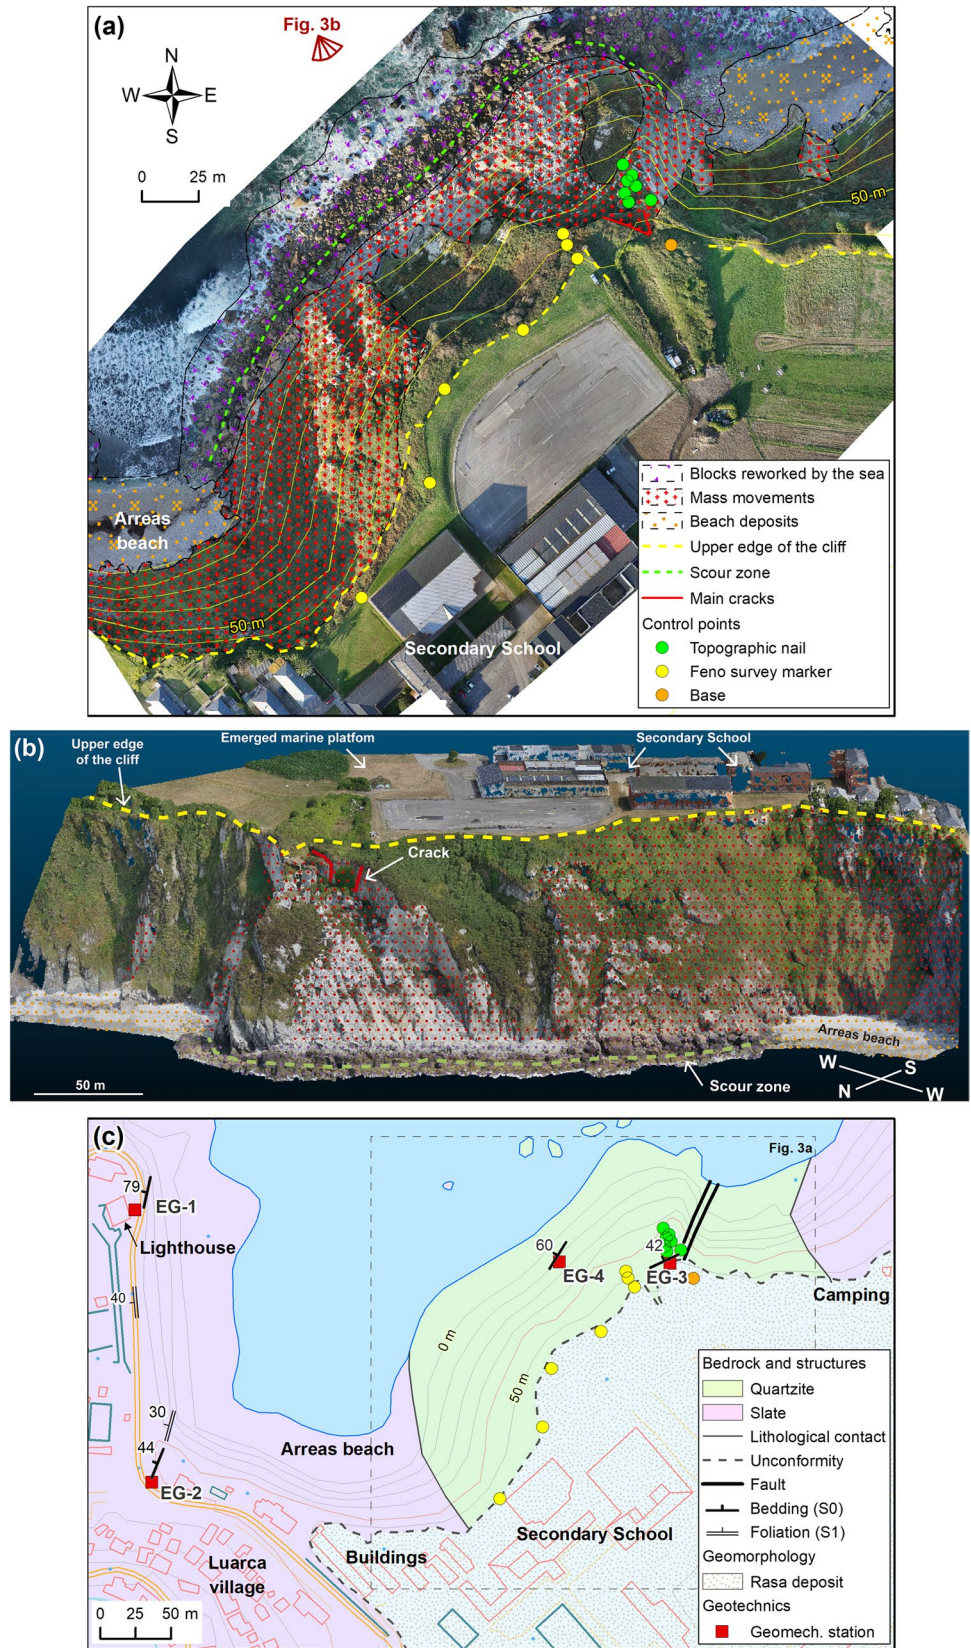 (a)
Fig. 3b
N
W E
S
0 25 m
50 m
Arreas
beach
50 m
Secondary School
Blocks reworked by the sea
Mass movements
Beach deposits
Upper edge of the cliff
Scour zone
Main cracks
Control points
Topographic nail
Feno survey marker
Base
(b)
Upper edge
of the cliff
Emerged marine platfom
Secondary School
Crack
Arreas beach
Scour zone
50 m
W S
N W
(c)
Fig. 3a
79
EG-1
Lighthouse
40
60
EG-4
42
EG-3
Camping
0 m
50 m
30
44
EG-2
Arreas beach
Secondary School
Buildings
Luarca
village
0 25 50 m
Bedrock and structures
Quartzite
Slate
Lithological contact
Unconformity
Fault
Bedding (S0)
Foliation (S1)
Geomorphology
Rasa deposit
Geotechnics
Geomech. station